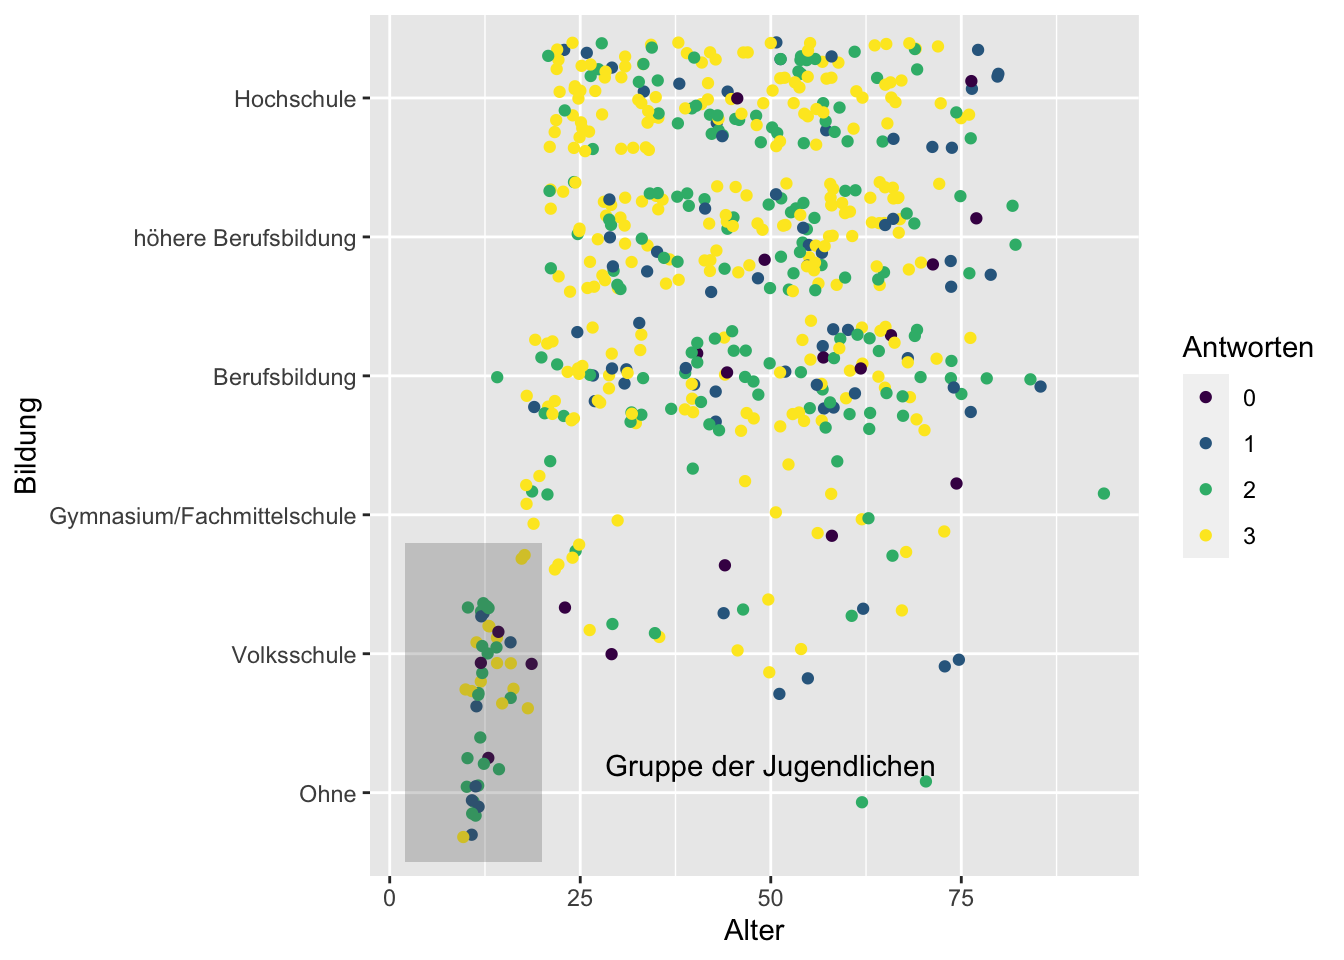 Bildung
Hochschule
höhere Berufsbildung
Berufsbildung
Gymnasium/Fachmittelschule
Volksschule
Ohne
Gruppe der Jugendlichen
0
25
50
75
Alter
Antworten
0
1
2
3